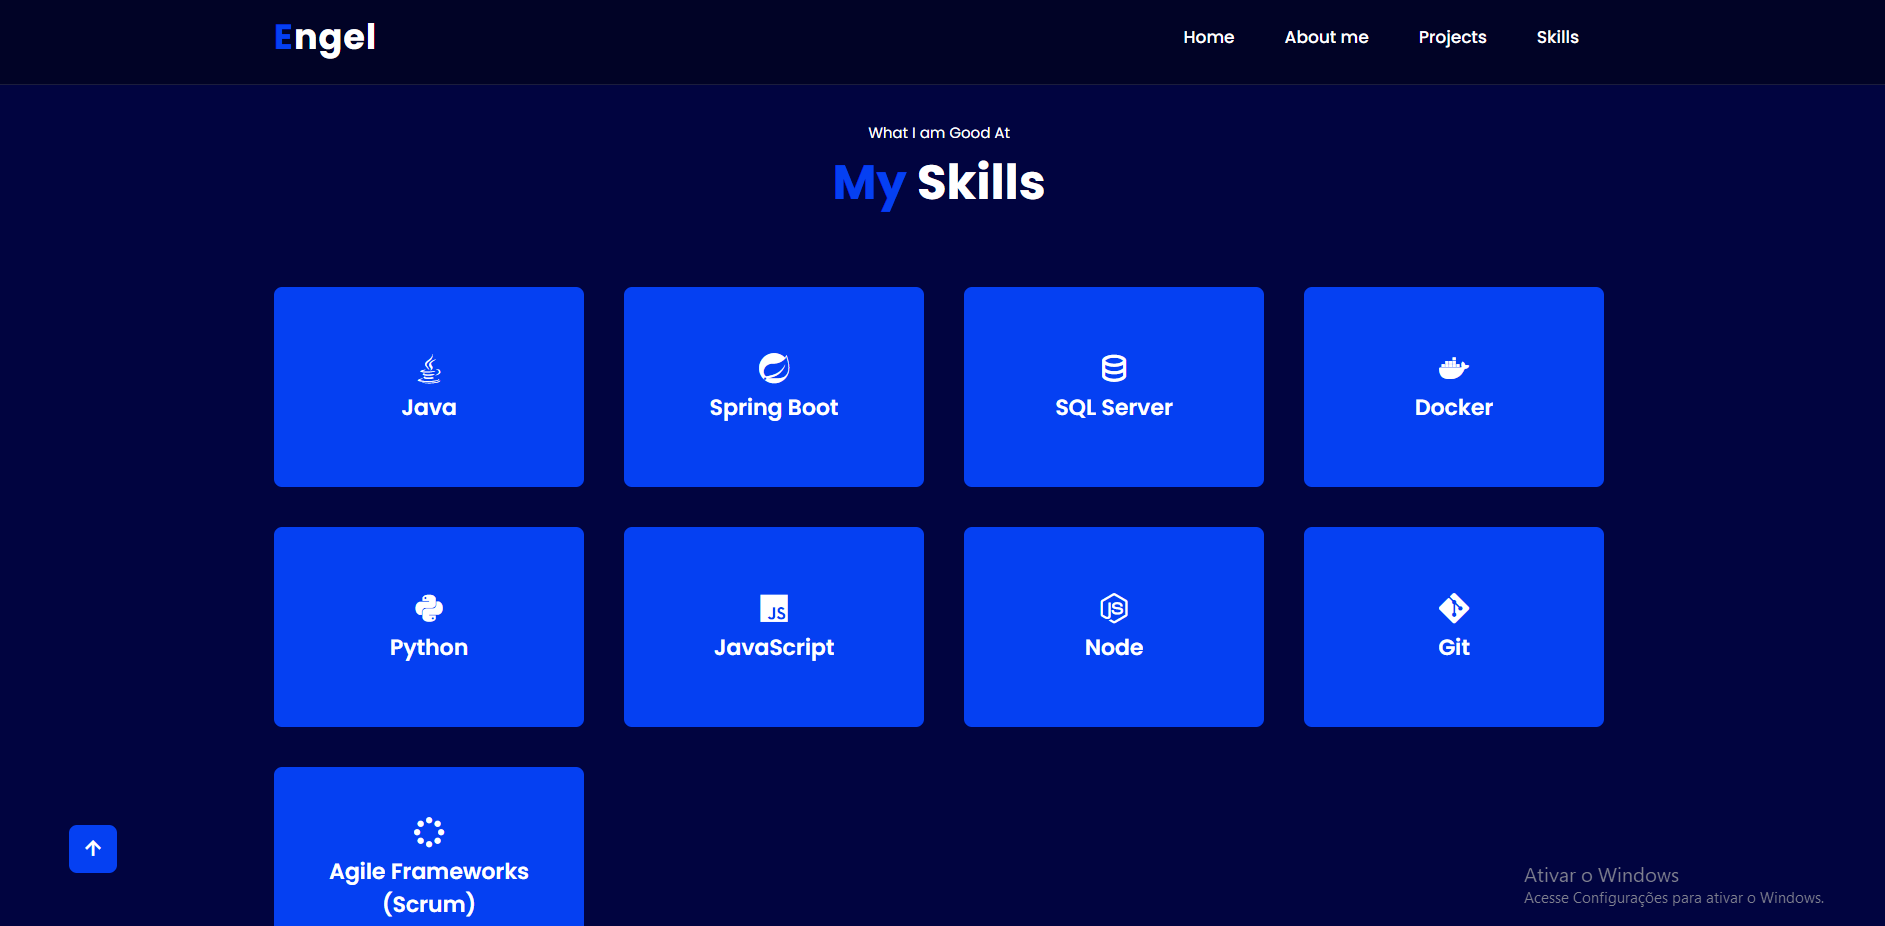 Engel
Home
About me
Projects
Skills
What I am Good At
My Skills
Java
Spring Boot
SQL Server
Docker
Python
JS
JavaScript
JS
Node
Git
Agile Frameworks
(Scrum)
Ativar o Windows
Acesse Configurações para ativar o Windows.